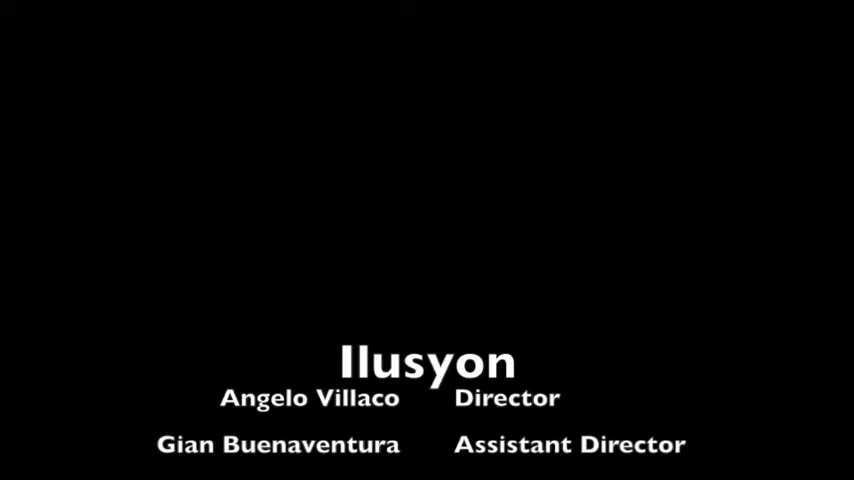 Ilusyon
Angelo Villaco Director
Gian Buenaventura Assistant Director